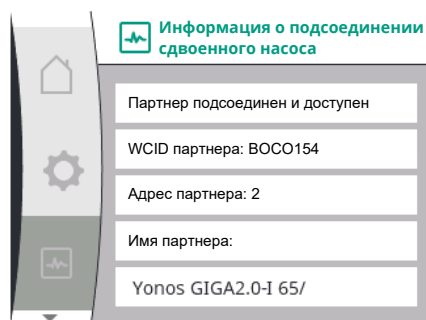 Информация о подсоединении
сдвоенного насоса
Партнер подсоединен и доступен
WCID партнера: BOCO154
Адрес партнера: 2
Имя партнера:
Yonos GIGA2.0-I 65/